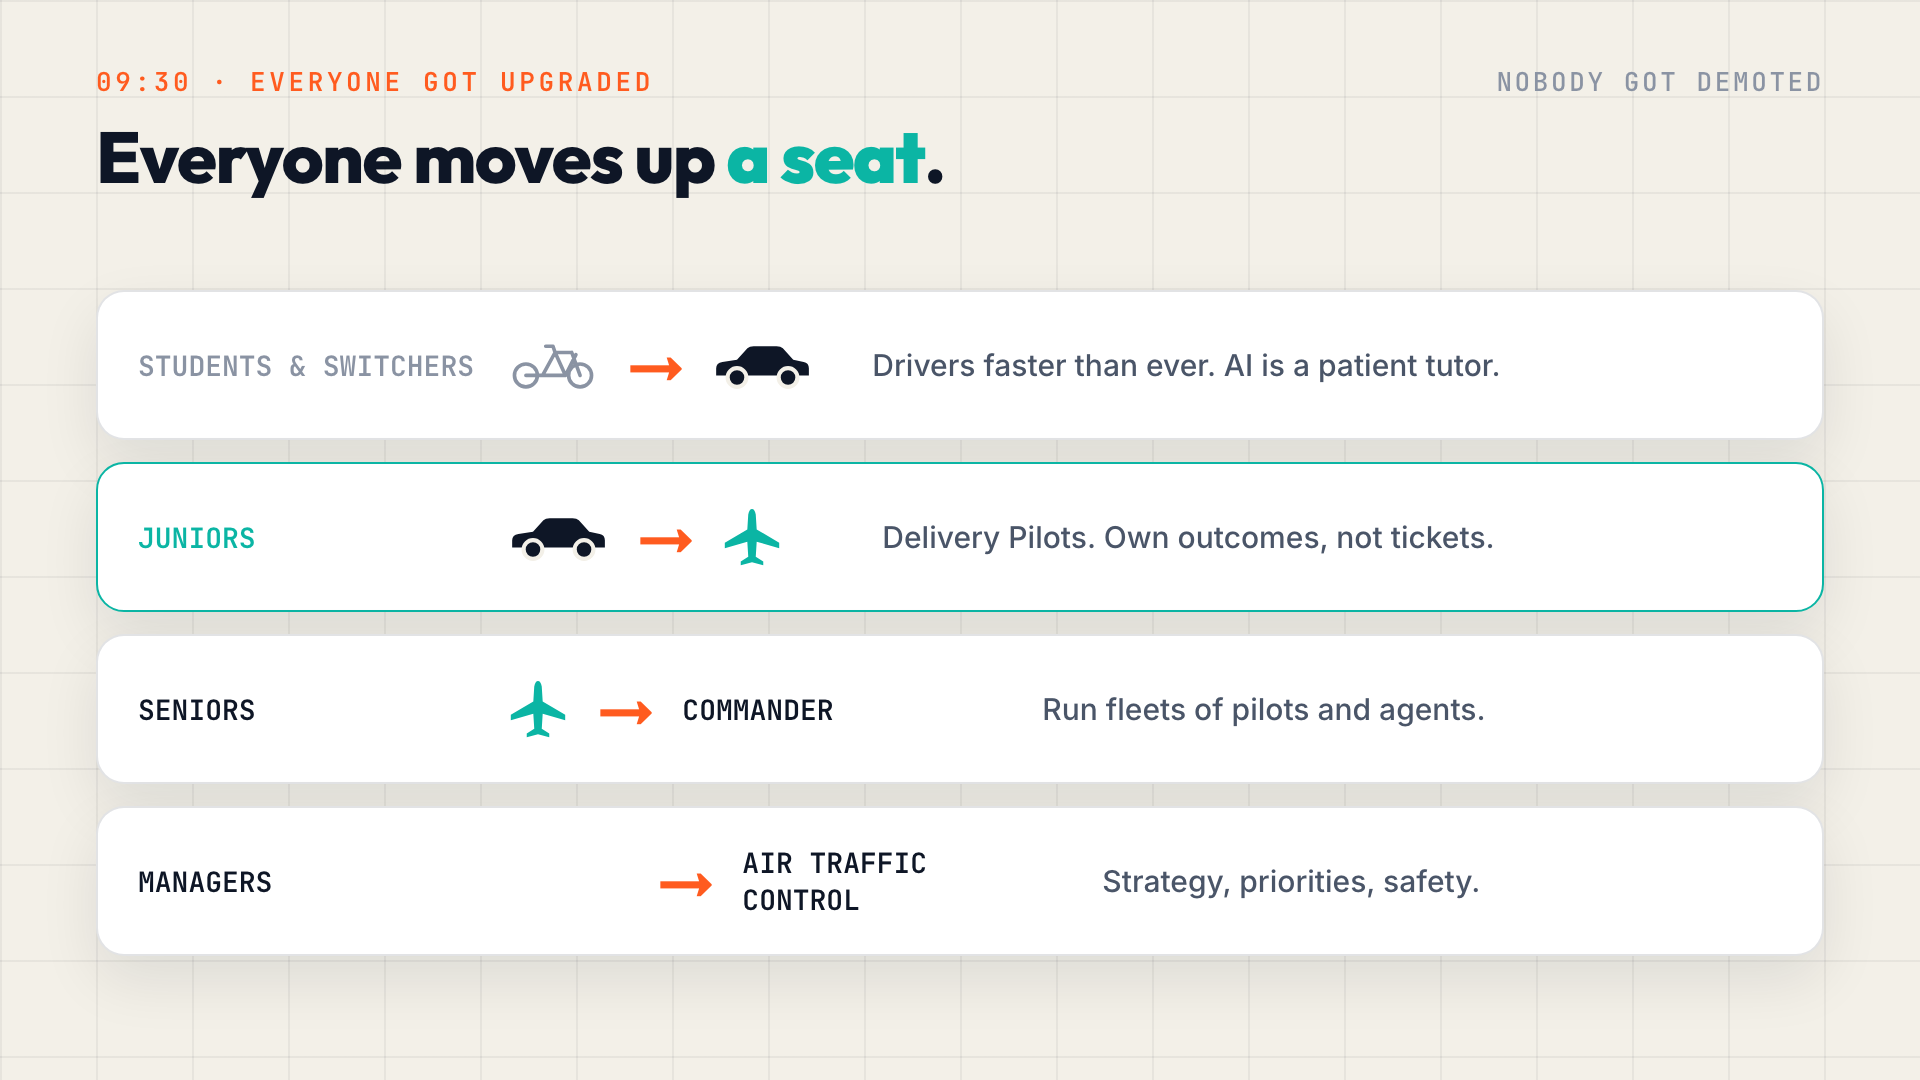 09:30 · EVERYONE GOT UPGRADED
NOBODY GOT DEMOTED
Everyone moves up a seat.
STUDENTS & SWITCHERS → Drivers faster than ever. AI is a patient tutor.
JUNIORS → Delivery Pilots. Own outcomes, not tickets.
SENIORS → COMMANDER Run fleets of pilots and agents.
MANAGERS → AIR TRAFFIC
CONTROL
Strategy, priorities, safety.